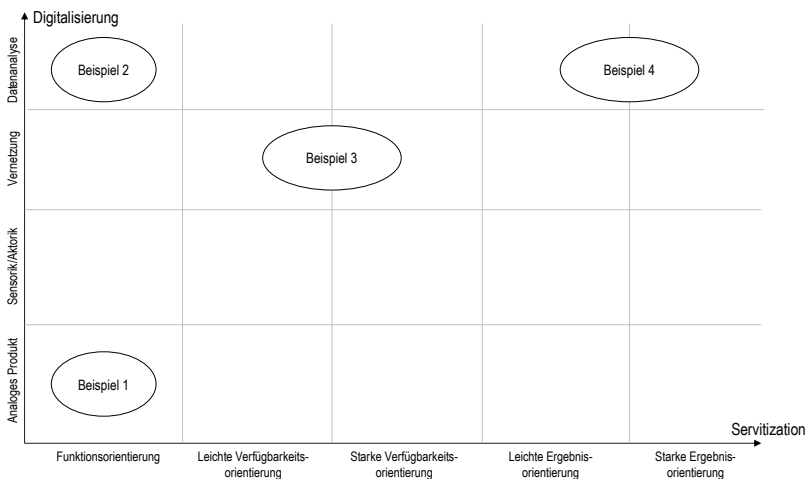 Digitalisierung
Datenanalyse
Beispiel 2
Beispiel 4
Vernetzung
Beispiel 3
Sensorik/Aktorik
Analoges Produkt
Beispiel 1
Servitization
Funktionsorientierung
Leichte Verfügbarkeits-
orientierung
Starke Verfügbarkeits-
orientierung
Leichte Ergebnis-
orientierung
Starke Ergebnis-
orientierung